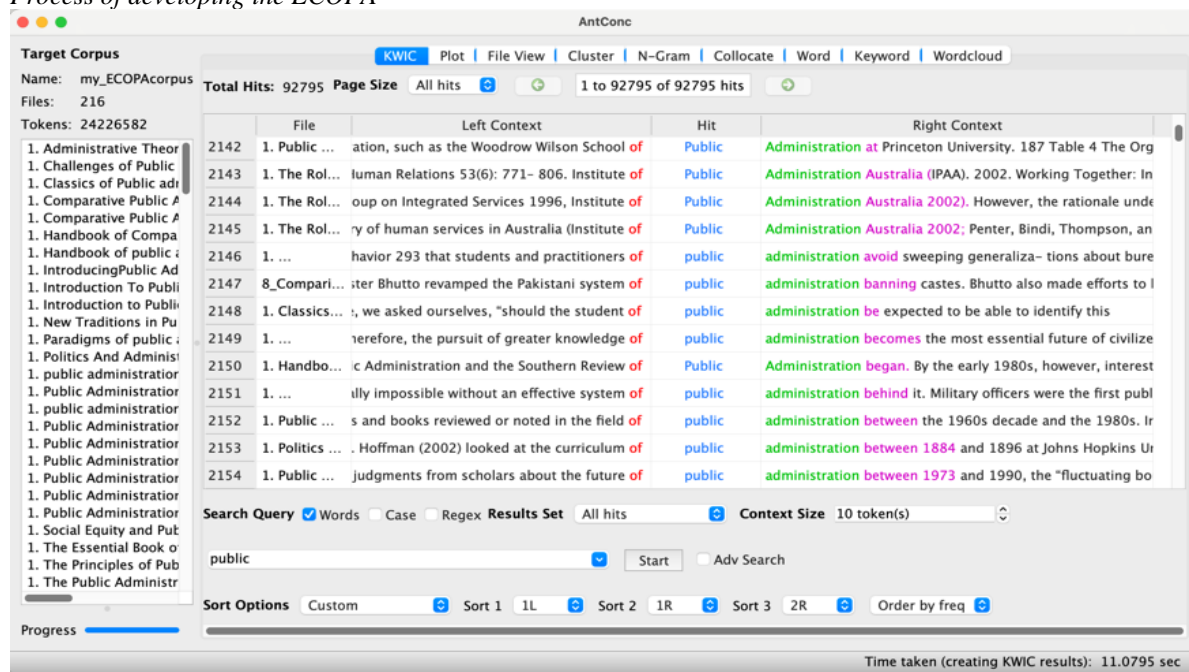 Process of developing the ECOPA
AntConc
Target Corpus
Name: my_ECOPAcorpus
Files: 216
Tokens: 24226582
1. Administrative Theor
1. Challenges of Public
1. Classics of Public adr
1. Comparative Public A
1. Comparative Public A
1. Handbook of Compa
1. Handbook of public a
1. IntroducingPublic Ad
1. Introduction To Publi
1. Introduction to Public
1. New Traditions in Pu
1. Paradigms of public a
1. Politics And Administ
1. public administration
1. Public Administration
1. public administration
1. Public Administration
1. Public Administration
1. Public Administration
1. Public Administration
1. Public Administration
1. Public Administration
1. Social Equity and Pub
1. The Essential Book o
1. The Principles of Pub
1. The Public Administr
Progress
KWIC Plot File View Cluster N-Gram Collocate Word Keyword Wordcloud
Total Hits: 92795 Page Size All hits 1 to 92795 of 92795 hits
File Left Context Hit Right Context
2142 1. Public ... ation, such as the Woodrow Wilson School of Public Administration at Princeton University. 187 Table 4 The Org
2143 1. The Rol... Human Relations 53(6): 771– 806. Institute of Public Administration Australia (IPAA). 2002. Working Together: In
2144 1. The Rol... oup on Integrated Services 1996, Institute of Public Administration Australia 2002). However, the rationale unde
2145 1. The Rol... ry of human services in Australia (Institute of Public Administration Australia 2002; Penter, Bindi, Thompson, an
2146 1. ... havior 293 that students and practitioners of public administration avoid sweeping generaliza– tions about bure
2147 8_Compari... ster Bhutto revamped the Pakistani system of public administration banning castes. Bhutto also made efforts to
2148 1. Classics... , we asked ourselves, "should the student of public administration be expected to be able to identify this
2149 1. ... herefore, the pursuit of greater knowledge of public administration becomes the most essential future of civilize
2150 1. Handbo... ic Administration and the Southern Review of Public Administration began. By the early 1980s, however, interest
2151 1. ... ally impossible without an effective system of public administration behind it. Military officers were the first publ
2152 1. Public ... s and books reviewed or noted in the field of public administration between the 1960s decade and the 1980s. Ir
2153 1. Politics ... . Hoffman (2002) looked at the curriculum of public administration between 1884 and 1896 at Johns Hopkins Ur
2154 1. Public ... judgments from scholars about the future of public administration between 1973 and 1990, the "fluctuating bo
Search Query Words Case Regex Results Set All hits Context Size 10 token(s)
public Start Adv Search
Sort Options Custom Sort 1 1L Sort 2 1R Sort 3 2R Order by freq
Time taken (creating KWIC results): 11.0795 sec